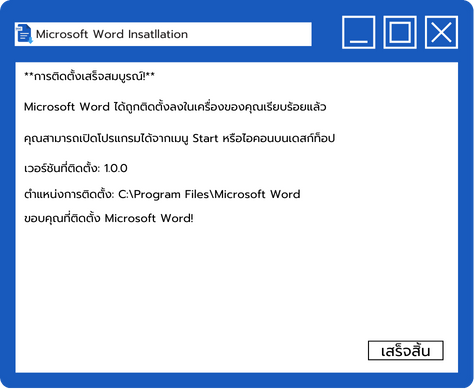 Microsoft Word Insatllation
**การติดตั้งเสร็จสมบูรณ์!**
Microsoft Word ได้ถูกติดตั้งลงในเครื่องของคุณเรียบร้อยแล้ว
คุณสามารถเปิดโปรแกรมได้จากเมนู Start หรือไอคอนบนเดสก์ท็อป
เวอร์ชันที่ติดตั้ง: 1.0.0
ตำแหน่งการติดตั้ง: C:\Program Files\Microsoft Word
ขอบคุณที่ติดตั้ง Microsoft Word!
เสร็จสิ้น